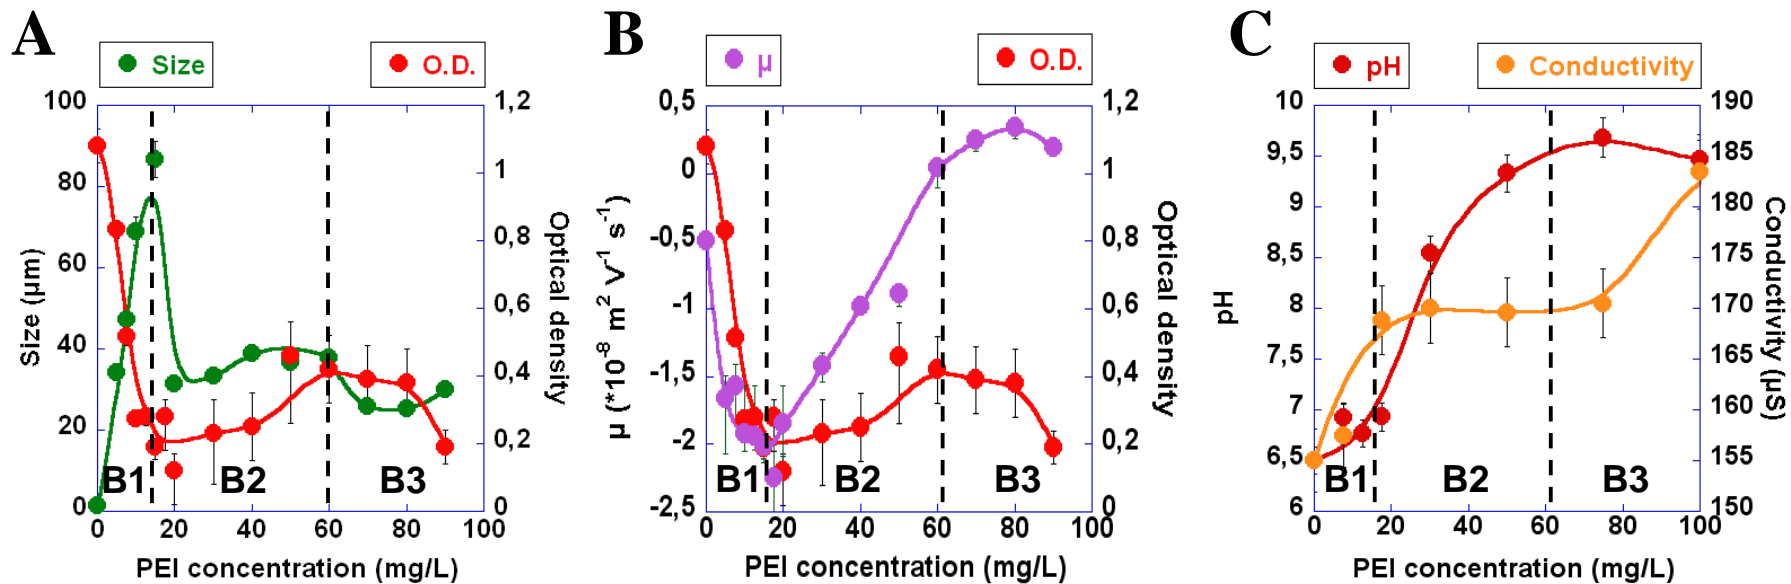 A
Size
O.D.
100
80
60
40
20
0
Size (µm)
1,2
1
0,8
0,6
0,4
0,2
0
Optical density
B1
B2
B3
0 20 40 60 80 100
PEI concentration (mg/L)
B
µ
O.D.
0,5
0
-0,5
-1
-1,5
-2
-2,5
µ (*10-8 m2 V-1 s-1)
1,2
1
0,8
0,6
0,4
0,2
0
Optical density
B1
B2
B3
0 20 40 60 80 100
PEI concentration (mg/L)
C
pH
Conductivity
10
9,5
9
8,5
8
7,5
7
6,5
6
pH
190
185
180
175
170
165
160
155
150
Conductivity (µS)
B1
B2
B3
0 20 40 60 80 100
PEI concentration (mg/L)